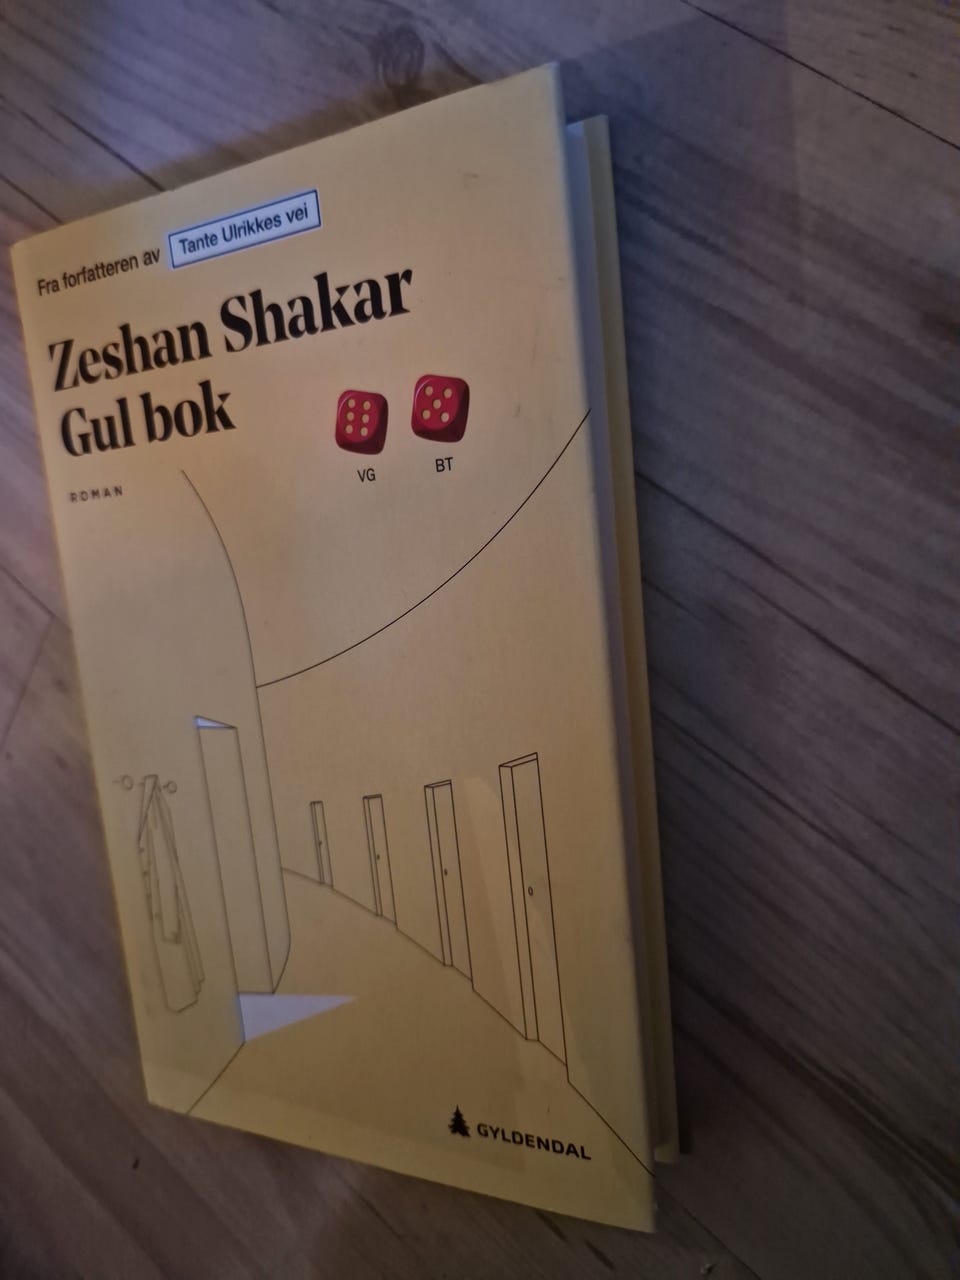 Fra forfatteren av Tante Ulrikkes vei
Zeshan Shakar
Gul bok
ROMAN
VG BT
GYLDENDAL